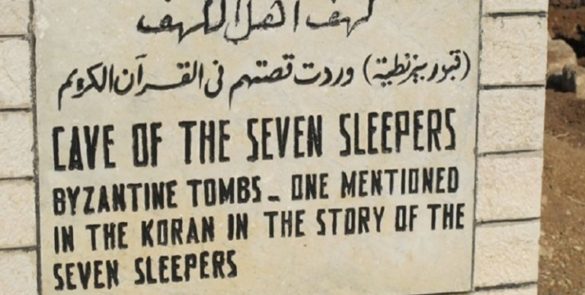 كهف اهل الكهف
(قبور بيزنطية) وردت قصتهم في القرآن الكريم
CAVE OF THE SEVEN SLEEPERS
BYZANTINE TOMBS - ONE MENTIONED
IN THE KORAN IN THE STORY OF THE
SEVEN SLEEPERS